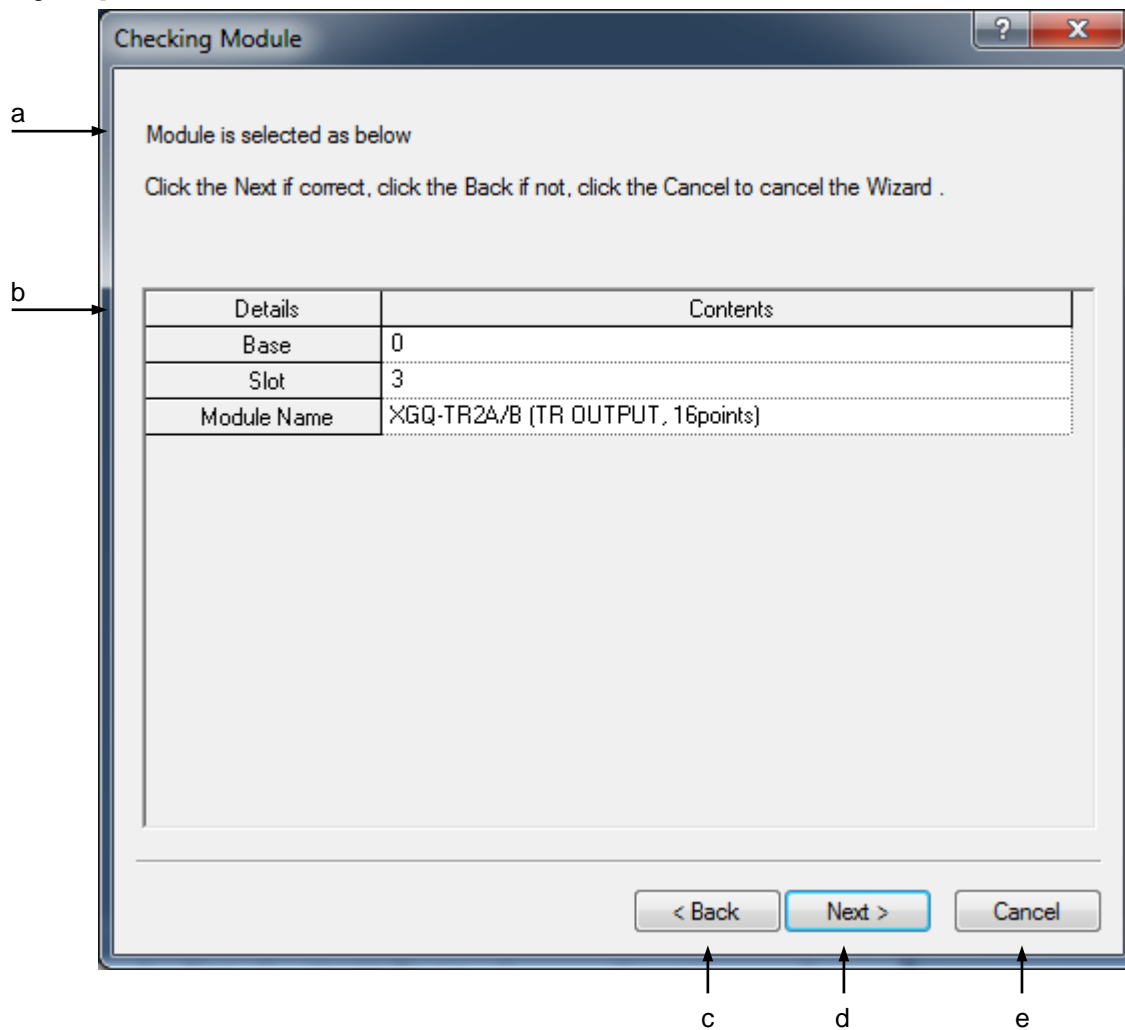 Checking Module
?
x
a
Module is selected as below
Click the Next if correct, click the Back if not, click the Cancel to cancel the Wizard .
b
Details Contents
Base 0
Slot 3
Module Name XGQ-TR2A/B (TR OUTPUT, 16points)
< Back Next > Cancel
c d e